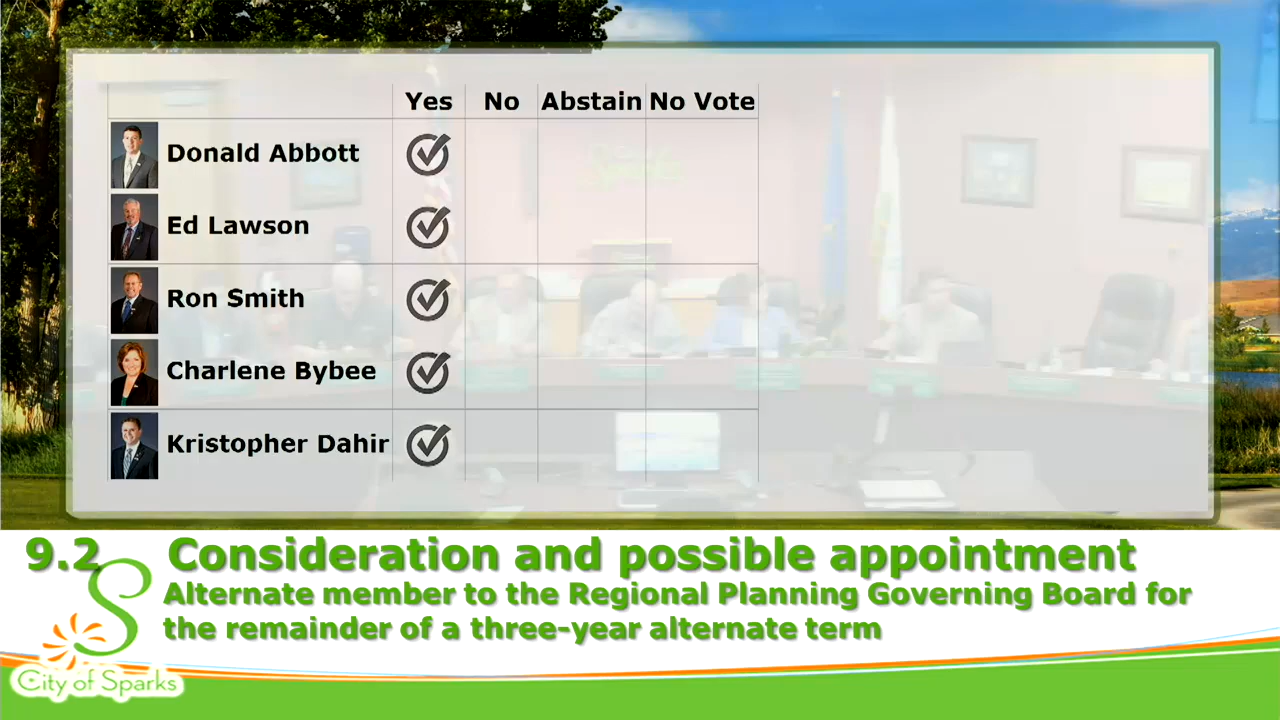 Yes No Abstain No Vote
Donald Abbott
Ed Lawson
Ron Smith
Charlene Bybee
Kristopher Dahir
9.2 Consideration and possible appointment
Alternate member to the Regional Planning Governing Board for
the remainder of a three-year alternate term
City of Sparks